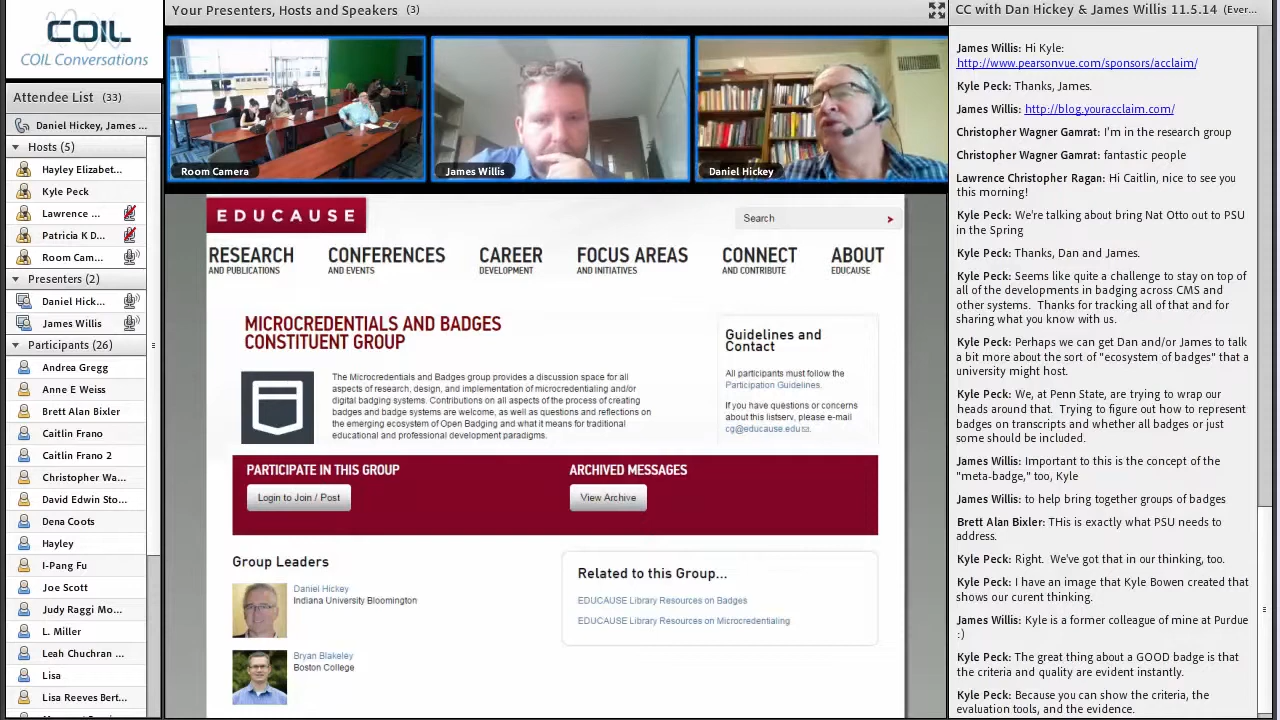 COIL
COIL Conversations
Attendee List (33)
Daniel Hickey, James ...
Hosts (5)
Hayley Elizabet...
Kyle Peck
Lawrence ...
Patricia K D...
Room Cam...
Presenters (2)
Daniel Hick...
James Willis
Participants (26)
Andrea Gregg
Anne E Weiss
Brett Alan Bixler
Caitlin Frano
Caitlin Frano 2
Christopher Wa...
David Edwin Sto...
Dena Coots
Hayley
I-Pang Fu
Joe Scott
Judy Raggi Mo...
L. Miller
Leah Chuchran ...
Lisa
Lisa Reeves Bert...
Your Presenters, Hosts and Speakers (3)
Room Camera
James Willis
Daniel Hickey
EDUCAUSE
Search
RESEARCH
AND PUBLICATIONS
CONFERENCES
AND EVENTS
CAREER
DEVELOPMENT
FOCUS AREAS
AND INITIATIVES
CONNECT
AND CONTRIBUTE
ABOUT
EDUCAUSE
MICROCREDENTIALS AND BADGES
CONSTITUENT GROUP
The Microcredentials and Badges group provides a discussion space for all
aspects of research, design, and implementation of microcredentialing and/or
digital badging systems. Contributions on all aspects of the process of creating
badges and badge systems are welcome, as well as questions and reflections on
the emerging ecosystem of Open Badging and what it means for traditional
educational and professional development paradigms.
Guidelines and
Contact
All participants must follow the
Participation Guidelines.
If you have questions or concerns
about this listserv, please e-mail
cg@educause.edu.
PARTICIPATE IN THIS GROUP
Login to Join / Post
ARCHIVED MESSAGES
View Archive
Group Leaders
Daniel Hickey
Indiana University Bloomington
Bryan Blakeley
Boston College
Related to this Group...
EDUCAUSE Library Resources on Badges
EDUCAUSE Library Resources on Microcredentialing
CC with Dan Hickey & James Willis 11.5.14 (Ever...
James Willis: Hi Kyle:
http://www.pearsonvue.com/sponsors/acclaim/
Kyle Peck: Thanks, James.
James Willis: http://blog.youracclaim.com/
Christopher Wagner Gamrat: I'm in the research group
Christopher Wagner Gamrat: fantastic people
Lawrence Christopher Ragan: Hi Caitlin, nice to see you
this morning!
Kyle Peck: We're talking about bring Nat Otto out to PSU
in the Spring
Kyle Peck: Thanks, Dan and James.
Kyle Peck: Seems like quite a challenge to stay on top of
all of the developments in badging across CMS and
other systems. Thanks for tracking all of that and for
sharing what you know with us.
Kyle Peck: Perhaps we can get Dan and/or James to talk
a bit more about the sort of "ecosystem of badges" that a
university might host.
Kyle Peck: We, at Penn State, are trying to wrap our
heads around that. Trying to figure out how to represent
badges on transcripts and whether all badges or just
some should be included.
James Willis: Important to this is the concept of the
"meta-badge," too, Kyle
James Willis: to help bring together groups of badges
Brett Alan Bixler: THis is exactly what PSU needs to
address.
Kyle Peck: Right. We've got that in our thinking, too.
Kyle Peck: I have an image that Kyle Bowen created that
shows our curent thinking.
James Willis: Kyle is a former colleague of mine at Purdue
:)
Kyle Peck: The great thing about a GOOD badge is that
the criteria and quality are evident instantly.
Kyle Peck: Because you can show the criteria, the
evaluation tools, and the evidence.